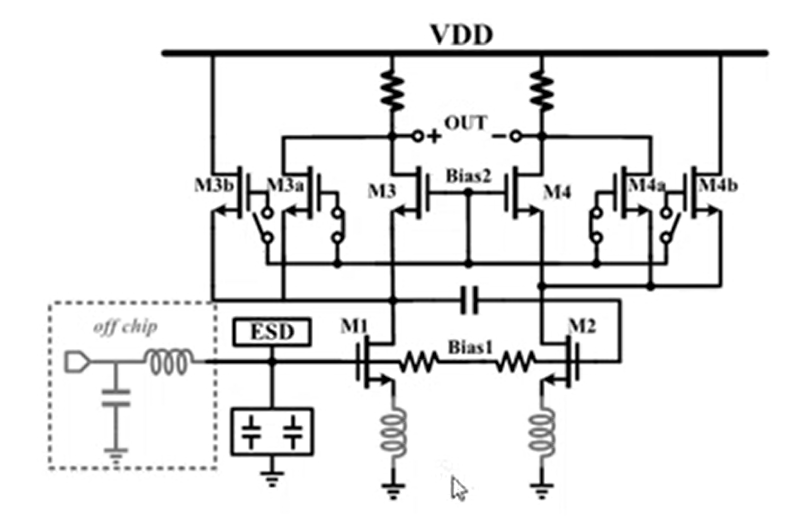 VDD
+ OUT -
M3b M3a M3 Bias2 M4 M4a M4b
off chip
ESD
M1 Bias1 M2